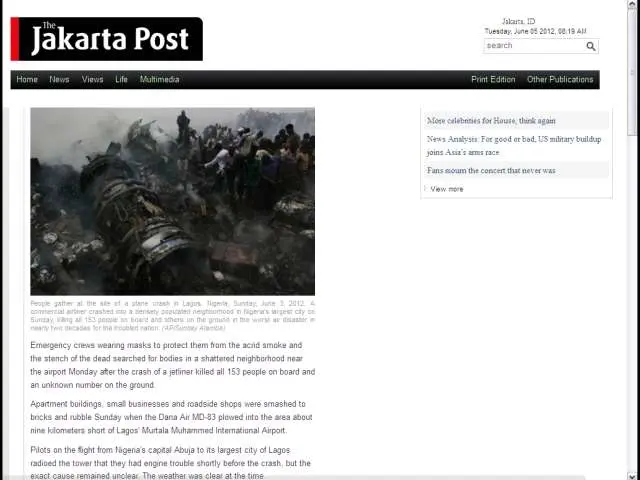 The
Jakarta Post
Jakarta, ID
Tuesday, June 05 2012, 08:19 AM
search
Home News Views Life Multimedia Print Edition Other Publications
More celebrities for House, think again
News Analysis: For good or bad, US military buildup
joins Asia's arms race
Fans mourn the concert that never was
View more
People gather at the site of a plane crash in Lagos, Nigeria, Sunday, June 3, 2012. A
commercial airliner crashed into a densely populated neighborhood in Nigeria's largest city on
Sunday, killing all 153 people on board and others on the ground in the worst air disaster in
nearly two decades for the troubled nation. (AP/Sunday Alamba)
Emergency crews wearing masks to protect them from the acrid smoke and
the stench of the dead searched for bodies in a shattered neighborhood near
the airport Monday after the crash of a jetliner killed all 153 people on board and
an unknown number on the ground.
Apartment buildings, small businesses and roadside shops were smashed to
bricks and rubble Sunday when the Dana Air MD-83 plowed into the area about
nine kilometers short of Lagos' Murtala Muhammed International Airport.
Pilots on the flight from Nigeria's capital Abuja to its largest city of Lagos
radioed the tower that they had engine trouble shortly before the crash, but the
exact cause remained unclear. The weather was clear at the time.